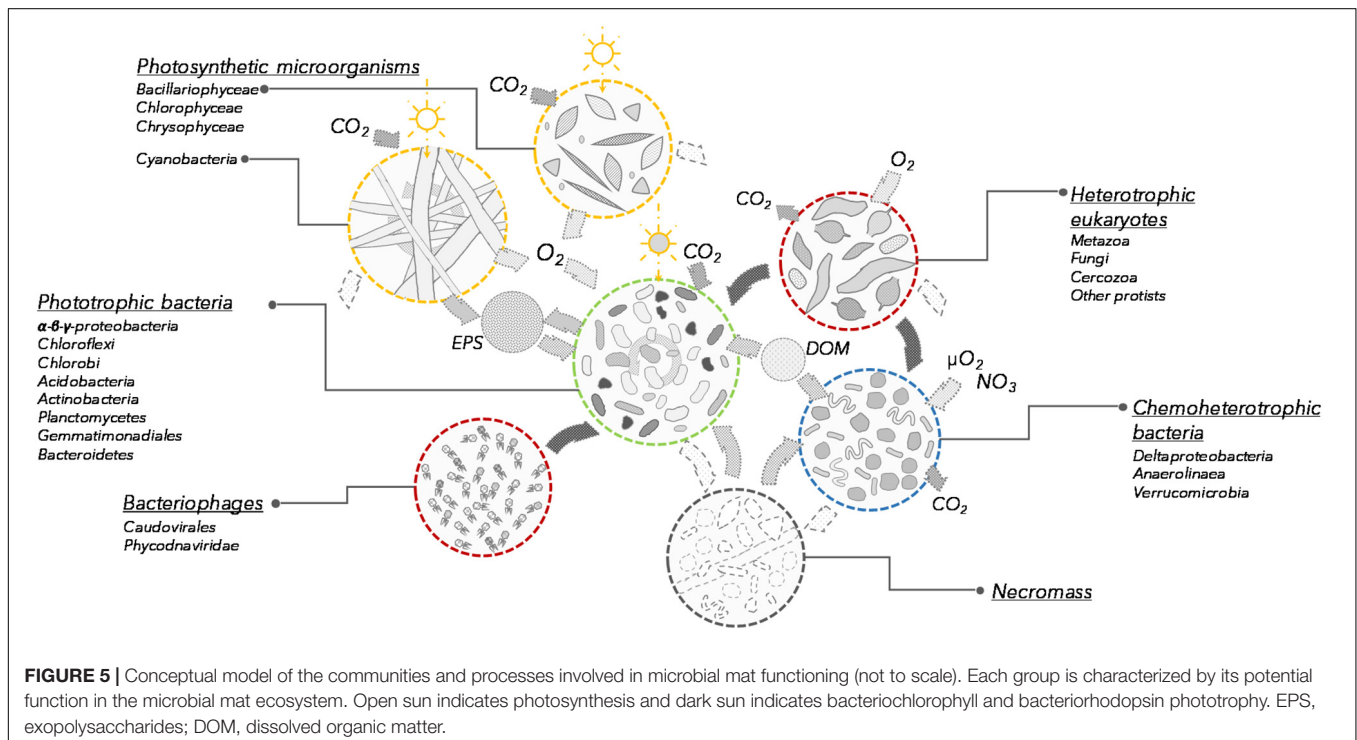 Photosynthetic microorganisms
Bacillariophyceae
Chlorophyceae
Chrysophyceae
Cyanobacteria
CO2
CO2
O2
CO2
O2
CO2
Heterotrophic
eukaryotes
Metazoa
Fungi
Cercozoa
Other protists
Phototrophic bacteria
α-β-γ-proteobacteria
Chloroflexi
Chlorobi
Acidobacteria
Actinobacteria
Planctomycetes
Gemmatimonadiales
Bacteroidetes
EPS
DOM
μO2
NO3
CO2
Chemoheterotrophic
bacteria
Deltaproteobacteria
Anaerolinaea
Verrucomicrobia
Bacteriophages
Caudovirales
Phycodnaviridae
Necromass
FIGURE 5 | Conceptual model of the communities and processes involved in microbial mat functioning (not to scale). Each group is characterized by its potential
function in the microbial mat ecosystem. Open sun indicates photosynthesis and dark sun indicates bacteriochlorophyll and bacteriorhodopsin phototrophy. EPS,
exopolysaccharides; DOM, dissolved organic matter.